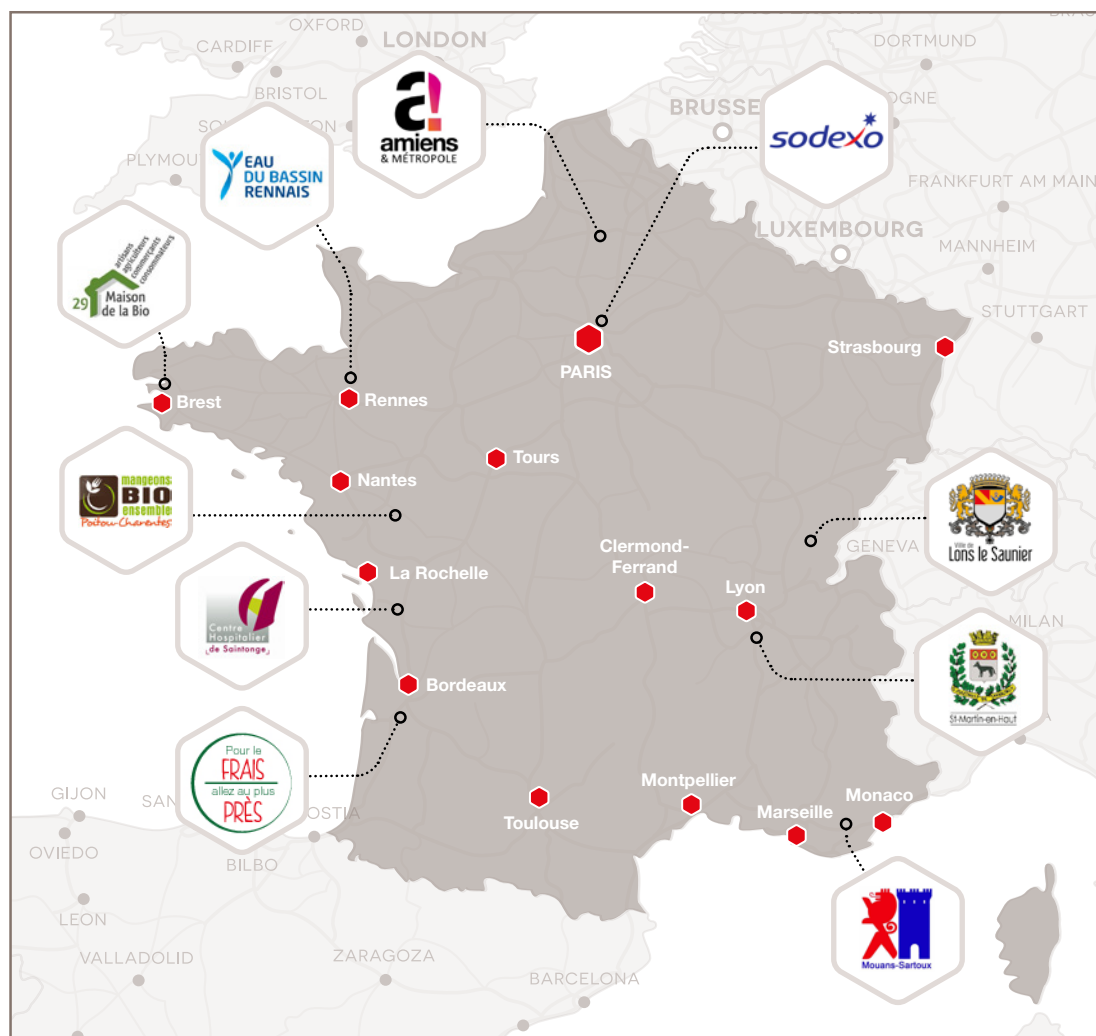 OXFORD
CARDIFF
LONDON
DORTMUND
BRISTOL
BRUSSE
OGNE
a!
amiens
& MÉTROPOLE
sodexo
PLYMOU
EAU
DU BASSIN
RENNAIS
FRANKFURT AM MAIN
LUXEMBOURG
MANNHEIM
artisans
agriculteurs
commerçants
consommateurs
29
Maison
de la Bio
STUTTGART
Strasbourg
PARIS
Brest
Rennes
Tours
Nantes
mangeons
BIO
ensemble
Poitou-Charentes
Ville de
Lons le Saunier
GENEVA
Clermond-
Ferrand
La Rochelle
Lyon
MILAN
Centre
Hospitalier
de Saintonge
Bordeaux
St-Martin-en-Haut
Pour le
FRAIS
allez au plus
PRÈS
GIJON
SAN
OSTIA
Montpellier
Monaco
Marseille
Toulouse
OVIEDO
BILBO
LEON
VALLADOLID
ZARAGOZA
BARCELONA
Mouans-Sartoux